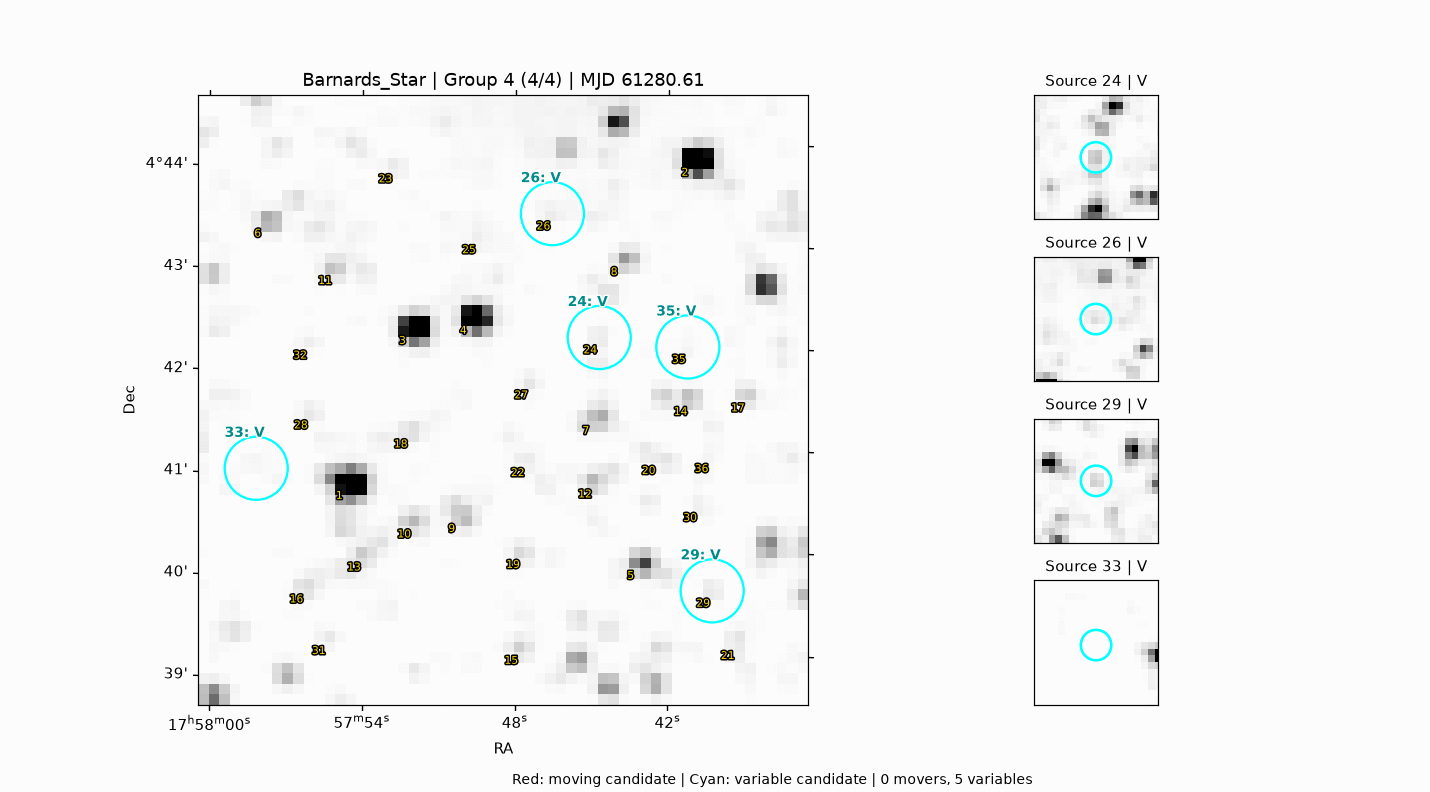 Barnards_Star | Group 4 (4/4) | MJD 61280.61
Source 24 | V
4°44'
2
23
26: V
26
6
25
8
11
43'
Source 26 | V
24: V
35: V
4
3
24
35
32
42'
27
14
17
Dec
Source 29 | V
28
33: V
7
18
41'
22
20
36
12
1
30
9
10
29: V
19
13
5
40'
Source 33 | V
16
29
31
15
21
39'
17ʰ58ᵐ00ˢ
57ᵐ54ˢ
48ˢ
42ˢ
RA
Red: moving candidate | Cyan: variable candidate | 0 movers, 5 variables